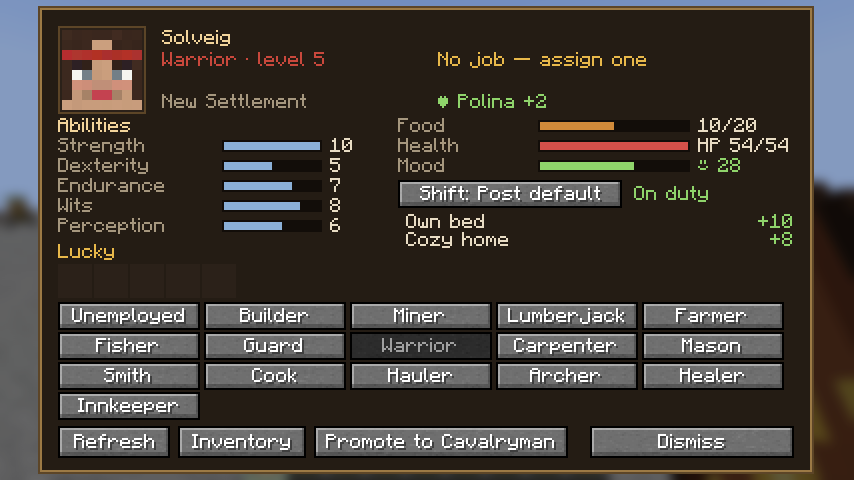 Solveig
Warrior · level 5
No job — assign one
New Settlement
♥ Polina +2
Abilities
Strength 10
Dexterity 5
Endurance 7
Wits 8
Perception 6
Lucky
Food 10/20
Health HP 54/54
Mood 28
Shift: Post default On duty
Own bed +10
Cozy home +8
Unemployed Builder Miner Lumberjack Farmer
Fisher Guard Warrior Carpenter Mason
Smith Cook Hauler Archer Healer
Innkeeper
Refresh Inventory Promote to Cavalryman Dismiss